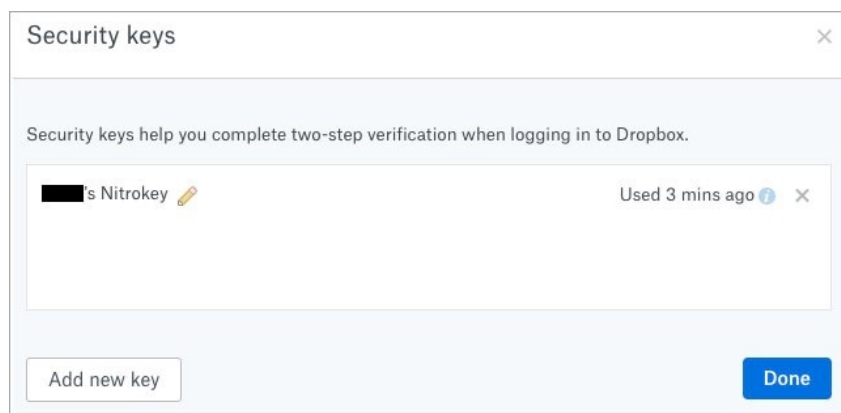 Security keys
Security keys help you complete two-step verification when logging in to Dropbox.
's Nitrokey Used 3 mins ago
Add new key Done